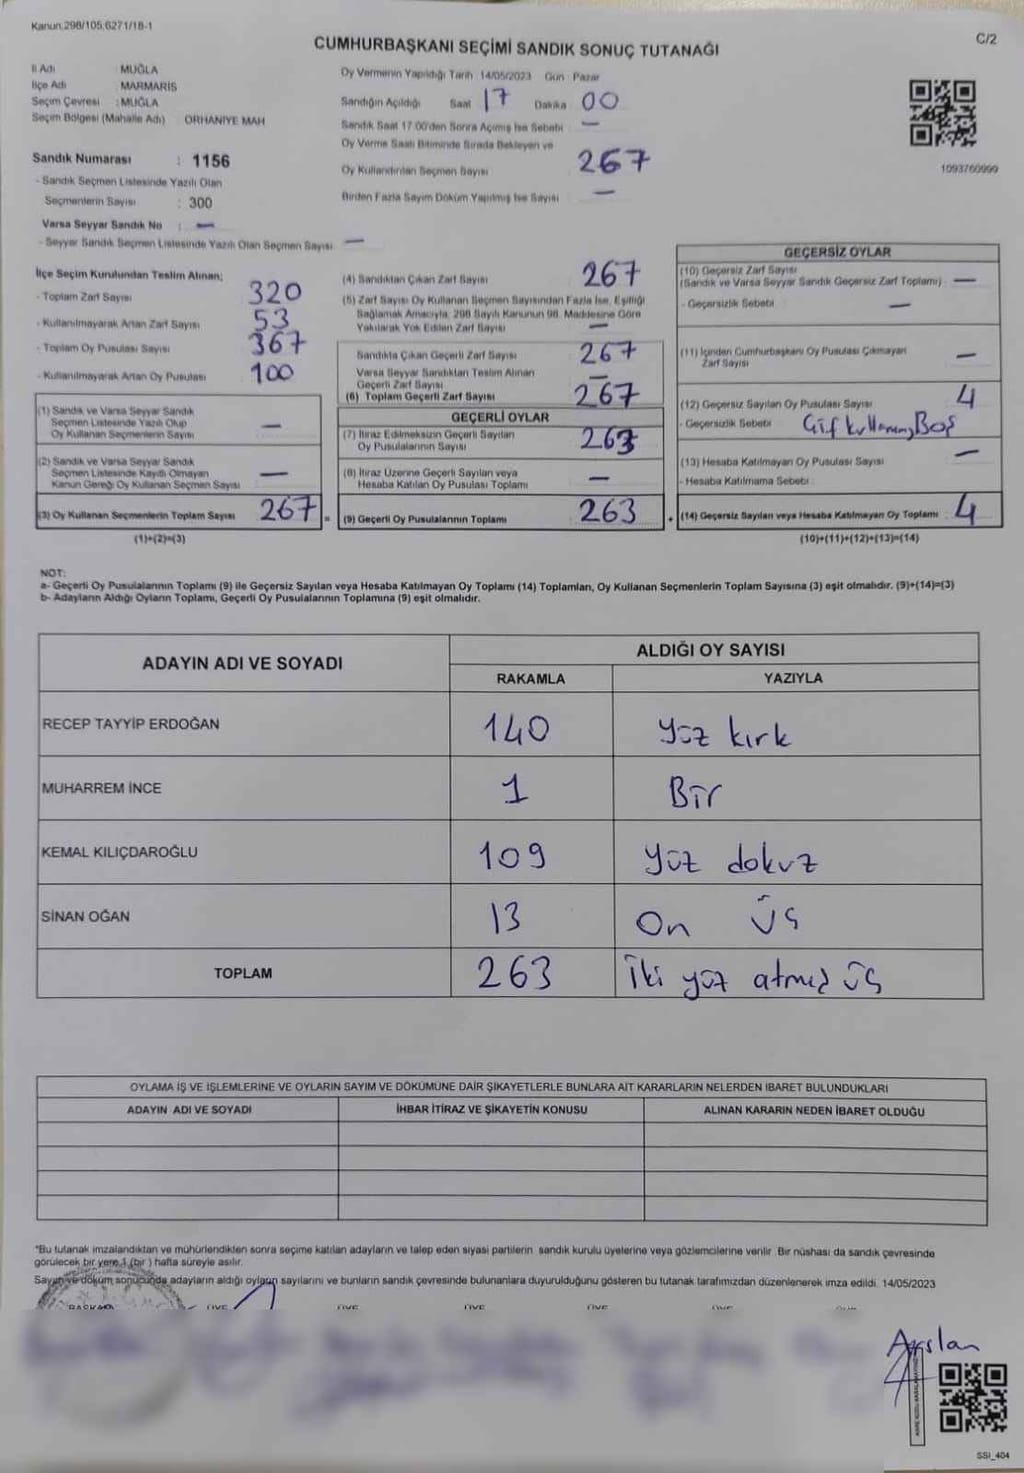 Kanun.298/105,6271/18-1
C/2
CUMHURBAŞKANI SEÇİMİ SANDIK SONUÇ TUTANAĞI
İl Adı : MUĞLA
İlçe Adı : MARMARİS
Seçim Çevresi : MUĞLA
Seçim Bölgesi (Mahalle Adı) ORHANİYE MAH
Sandık Numarası : 1156
- Sandık Seçmen Listesinde Yazılı Olan
Seçmenlerin Sayısı : 300
Varsa Seyyar Sandık No : —
- Seyyar Sandık Seçmen Listesinde Yazılı Olan Seçmen Sayısı —
Oy Vermenin Yapıldığı Tarih 14/05/2023 Gün : Pazar
Sandığın Açıldığı Saat 17 Dakika 00
Sandık Saat 17:00'den Sonra Açımış İse Sebebi —
Oy Verme Saati Bitiminde Sırada Bekleyen ve
Oy Kullandırılan Seçmen Sayısı 267
Birden Fazla Sayım Döküm Yapılmış İse Sayısı —
1093760999
İlçe Seçim Kurulundan Teslim Alınan;
- Toplam Zarf Sayısı 320
- Kullanılmayarak Artan Zarf Sayısı 53
- Toplam Oy Pusulası Sayısı 367
- Kullanılmayarak Artan Oy Pusulası 100
(1) Sandık ve Varsa Seyyar Sandık
Seçmen Listesinde Yazılı Olup
Oy Kullanan Seçmenlerin Sayısı —
(2) Sandık ve Varsa Seyyar Sandık
Seçmen Listesinde Kayıtlı Olmayan
Kanun Gereği Oy Kullanan Seçmen Sayısı —
(3) Oy Kullanan Seçmenlerin Toplam Sayısı 267 =
(1)+(2)=(3)
(4) Sandıktan Çıkan Zarf Sayısı 267
(5) Zarf Sayısı Oy Kullanan Seçmen Sayısından Fazla İse, Eşitliği
Sağlamak Amacıyla, 298 Sayılı Kanunun 98. Maddesine Göre
Yakılarak Yok Edilen Zarf Sayısı —
Sandıkta Çıkan Geçerli Zarf Sayısı 267
Varsa Seyyar Sandıktan Teslim Alınan
Geçerli Zarf Sayısı —
(6) Toplam Geçerli Zarf Sayısı 267
GEÇERLİ OYLAR
(7) İtiraz Edilmeksizin Geçerli Sayılan
Oy Pusulalarının Sayısı 263
(8) İtiraz Üzerine Geçerli Sayılan veya
Hesaba Katılan Oy Pusulası Toplamı —
(9) Geçerli Oy Pusulalarının Toplamı 263 +
GEÇERSİZ OYLAR
(10) Geçersiz Zarf Sayısı
(Sandık ve Varsa Seyyar Sandık Geçersiz Zarf Toplamı) : —
- Geçersizlik Sebebi —
(11) İçinden Cumhurbaşkanı Oy Pusulası Çıkmayan
Zarf Sayısı —
(12) Geçersiz Sayılan Oy Pusulası Sayısı 4
- Geçersizlik Sebebi Boş
(13) Hesaba Katılmayan Oy Pusulası Sayısı —
- Hesaba Katılmama Sebebi :
(14) Geçersiz Sayılan veya Hesaba Katılmayan Oy Toplamı : 4
(10)+(11)+(12)+(13)=(14)
NOT:
a- Geçerli Oy Pusulalarının Toplamı (9) ile Geçersiz Sayılan veya Hesaba Katılmayan Oy Toplamı (14) Toplamları, Oy Kullanan Seçmenlerin Toplam Sayısına (3) eşit olmalıdır. (9)+(14)=(3)
b- Adayların Aldığı Oyların Toplamı, Geçerli Oy Pusulalarının Toplamına (9) eşit olmalıdır.
ADAYIN ADI VE SOYADI ALDIĞI OY SAYISI
RAKAMLA YAZIYLA
RECEP TAYYİP ERDOĞAN 140 yüz kırk
MUHARREM İNCE 1 Bir
KEMAL KILIÇDAROĞLU 109 yüz dokuz
SİNAN OĞAN 13 On üç
TOPLAM 263 iki yüz atmış üç
OYLAMA İŞ VE İŞLEMLERİNE VE OYLARIN SAYIM VE DÖKÜMÜNE DAİR ŞİKAYETLERLE BUNLARA AİT KARARLARIN NELERDEN İBARET BULUNDUKLARI
ADAYIN ADI VE SOYADI İHBAR İTİRAZ VE ŞİKAYETİN KONUSU ALINAN KARARIN NEDEN İBARET OLDUĞU
*Bu tutanak imzalandıktan ve mühürlendikten sonra seçime katılan adayların ve talep eden siyasi partilerin sandık kurulu üyelerine veya gözlemcilerine verilir. Bir nüshası da sandık çevresinde
görülecek bir yere 1 (bir ) hafta süreyle asılır.
Sayım ve döküm sonucunda adayların aldığı oyların sayılarını ve bunların sandık çevresinde bulunanlara duyurulduğunu gösteren bu tutanak tarafımızdan düzenlenerek imza edildi. 14/05/2023
BAŞKAN ÜYE ÜYE ÜYE ÜYE ÜYE
Arslan
SSI_404